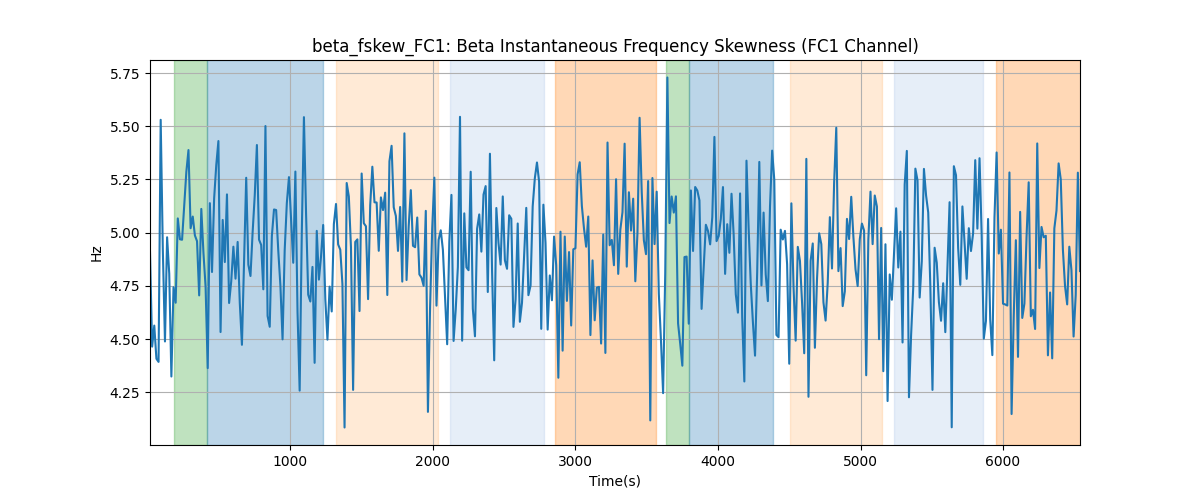 beta_fskew_FC1: Beta Instantaneous Frequency Skewness (FC1 Channel)
5.75
5.50
5.25
5.00
4.75
4.50
4.25
Hz
1000 2000 3000 4000 5000 6000
Time(s)